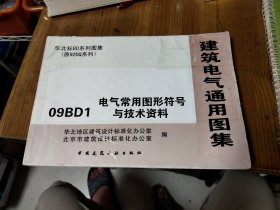 华北标BD系列图集
(原92DQ系列)
建筑电气通用图集
09BD1
电气常用图形符号
与技术资料
华北地区建筑设计标准化办公室
北京市建筑设计标准化办公室
编
中国建筑工业出版社